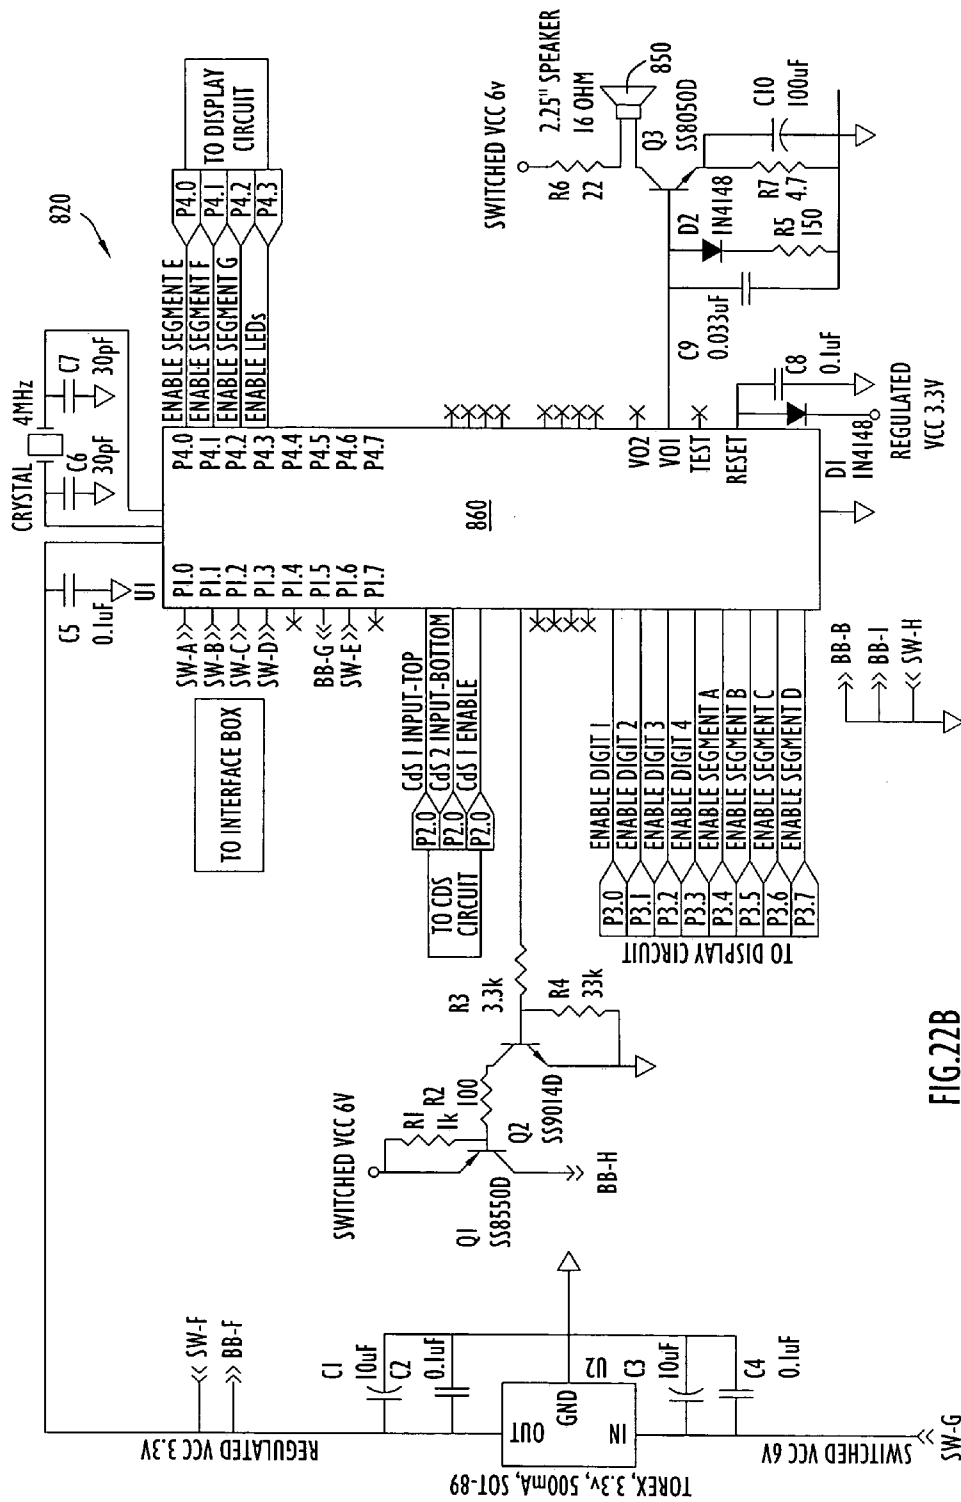 820
CRYSTAL 4MHz
C6
30pF
C7
30pF
C5
0.1uF
U1
ENABLE SEGMENT E
ENABLE SEGMENT F
ENABLE SEGMENT G
ENABLE LEDs
P4.0
P4.1
P4.2
P4.3
TO DISPLAY
CIRCUIT
P4.0
P4.1
P4.2
P4.3
P4.4
P4.5
P4.6
P4.7
P1.0
P1.1
P1.2
P1.3
P1.4
P1.5
P1.6
P1.7
SW-A
SW-B
SW-C
SW-D
BB-G
SW-E
TO INTERFACE BOX
860
VO2
VO1
TEST
RESET
SWITCHED VCC 6v
R6
22
2.25" SPEAKER
16 OHM
850
Q3
SS8050D
C10
100uF
R7
4.7
D2
IN4148
R5
150
C9
0.033uF
C8
0.1uF
D1
IN4148
REGULATED
VCC 3.3V
CdS 1 INPUT-TOP
CdS 2 INPUT-BOTTOM
CdS 1 ENABLE
P2.0
P2.0
P2.0
TO CDS
CIRCUIT
ENABLE DIGIT 1
ENABLE DIGIT 2
ENABLE DIGIT 3
ENABLE DIGIT 4
ENABLE SEGMENT A
ENABLE SEGMENT B
ENABLE SEGMENT C
ENABLE SEGMENT D
P3.0
P3.1
P3.2
P3.3
P3.4
P3.5
P3.6
P3.7
TO DISPLAY CIRCUIT
BB-B
BB-I
SW-H
R3
3.3k
R4
33k
SWITCHED VCC 6V
R1
1k
R2
100
Q2
SS9014D
Q1
SS8550D
BB-H
SW-F
BB-F
REGULATED VCC 3.3V
C1
10uF
C2
0.1uF
U2
OUT
GND
IN
C3
10uF
C4
0.1uF
TOREX, 3.3v, 500mA, SOT-89
SWITCHED VCC 6V
SW-G
FIG.22B